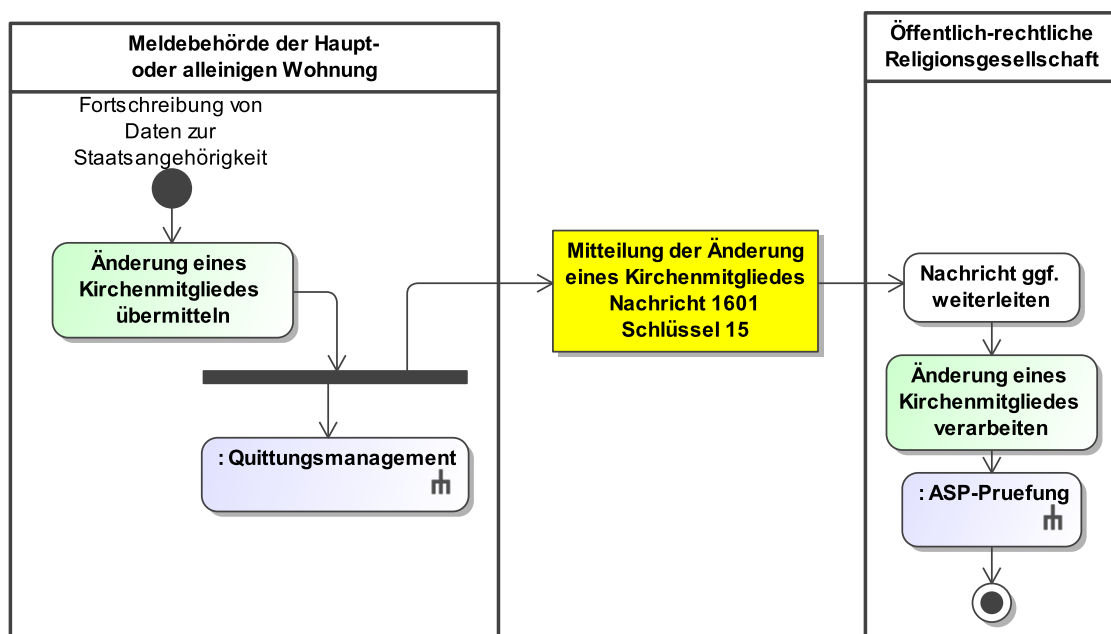 Meldebehörde der Haupt-
oder alleinigen Wohnung
Fortschreibung von
Daten zur
Staatsangehörigkeit
Änderung eines
Kirchenmitgliedes
übermitteln
: Quittungsmanagement
Mitteilung der Änderung
eines Kirchenmitgliedes
Nachricht 1601
Schlüssel 15
Öffentlich-rechtliche
Religionsgesellschaft
Nachricht ggf.
weiterleiten
Änderung eines
Kirchenmitgliedes
verarbeiten
: ASP-Pruefung